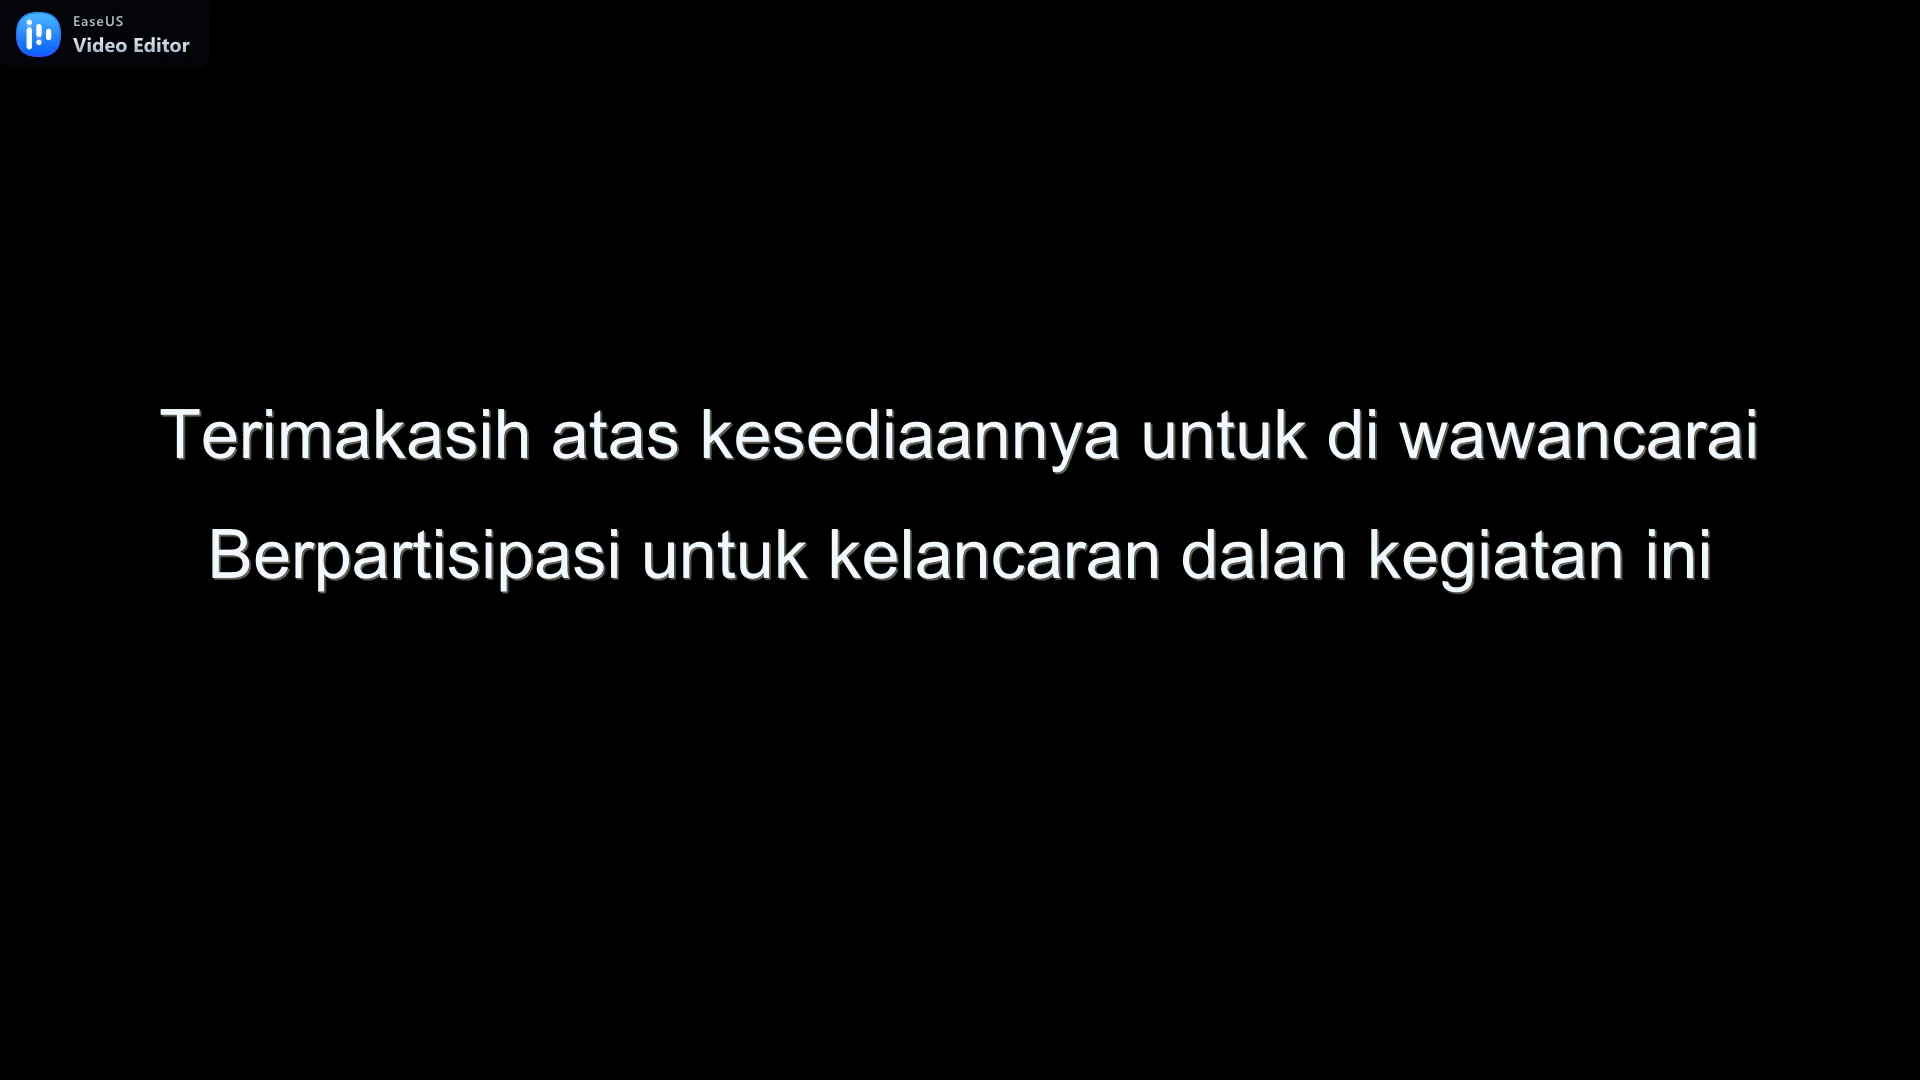 EaseUS
Video Editor
Terimakasih atas kesediaannya untuk di wawancarai
Berpartisipasi untuk kelancaran dalan kegiatan ini